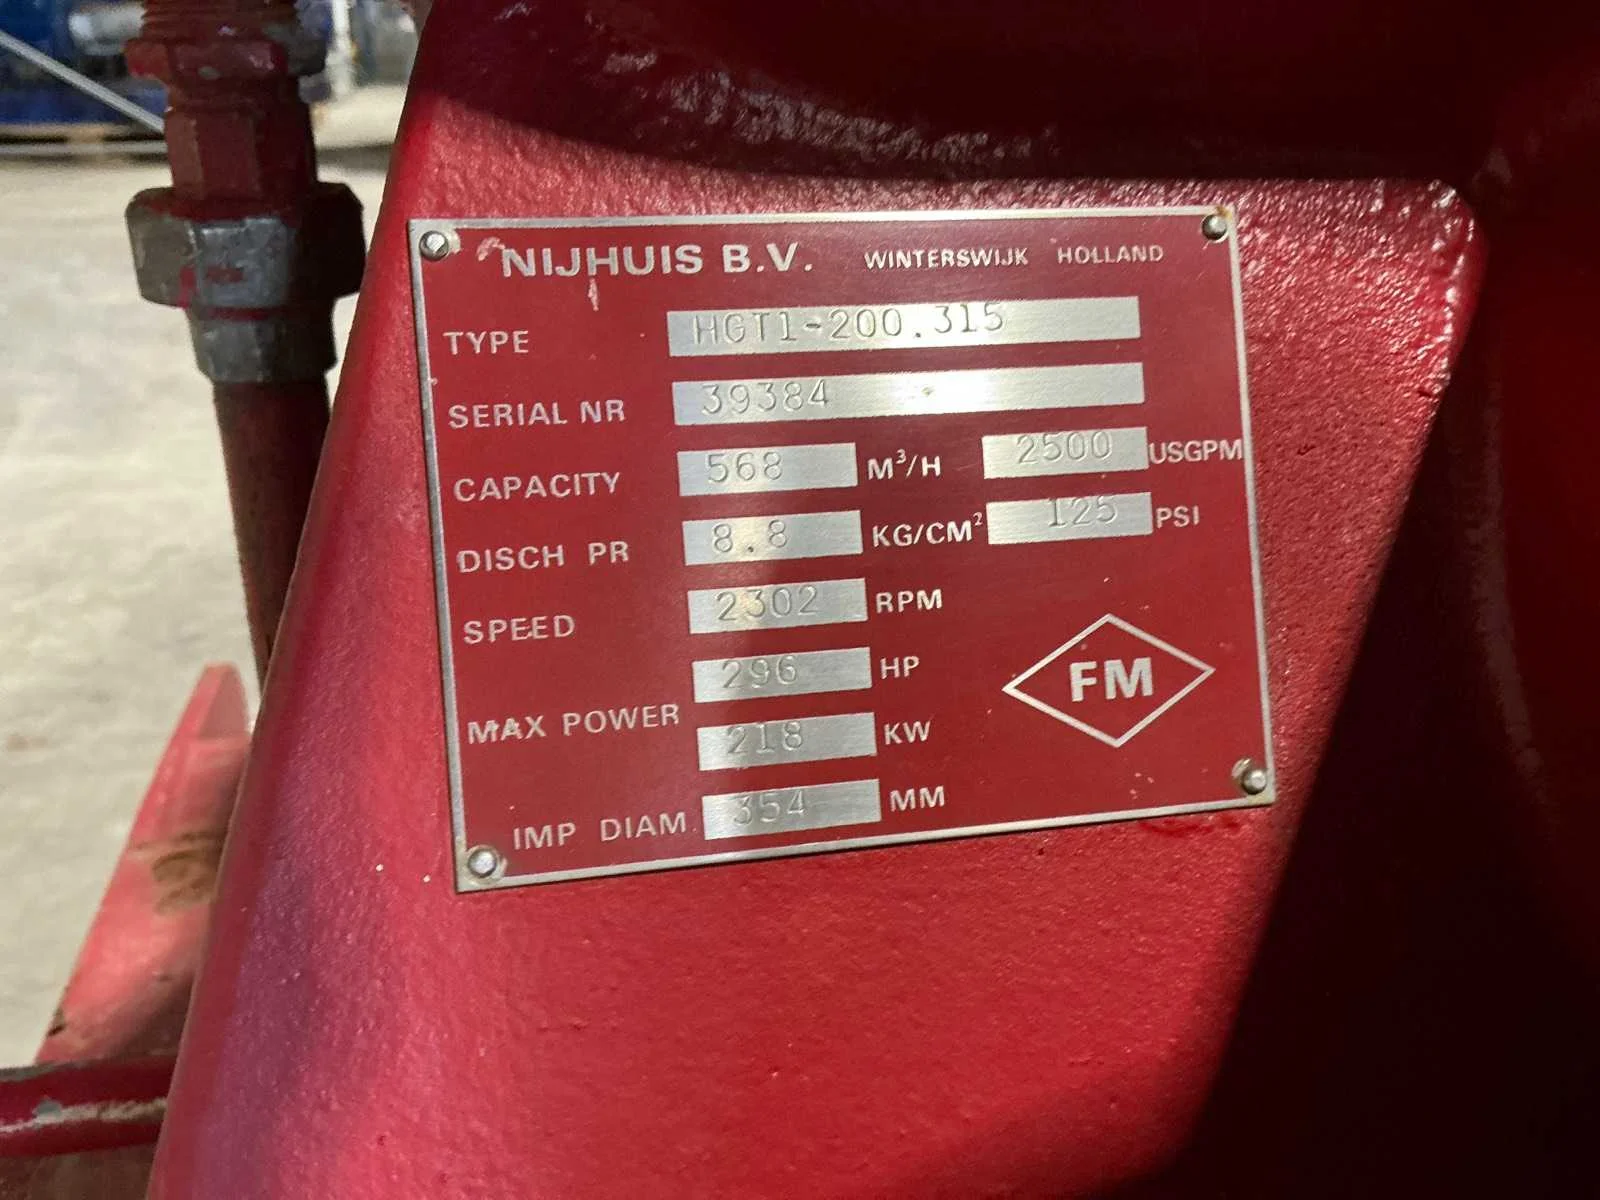 NIJHUIS B.V. WINTERSWIJK HOLLAND
TYPE HGT1-200.315
SERIAL NR 39384
CAPACITY 568 M³/H 2500 USGPM
DISCH PR 8.8 KG/CM² 125 PSI
SPEED 2302 RPM
296 HP
MAX POWER
218 KW
FM
IMP DIAM. 354 MM